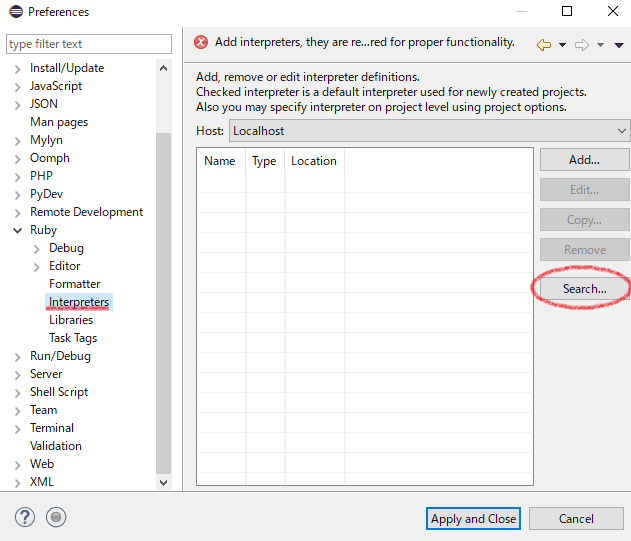 Preferences
type filter text
Install/Update
JavaScript
JSON
Man pages
Mylyn
Oomph
PHP
PyDev
Remote Development
Ruby
Debug
Editor
Formatter
Interpreters
Libraries
Task Tags
Run/Debug
Server
Shell Script
Team
Terminal
Validation
Web
XML
Add interpreters, they are re...red for proper functionality.
Add, remove or edit interpreter definitions.
Checked interpreter is a default interpreter used for newly created projects.
Also you may specify interpreter on project level using project options.
Host: Localhost
Name Type Location
Add...
Edit...
Copy...
Remove
Search...
?
Apply and Close
Cancel